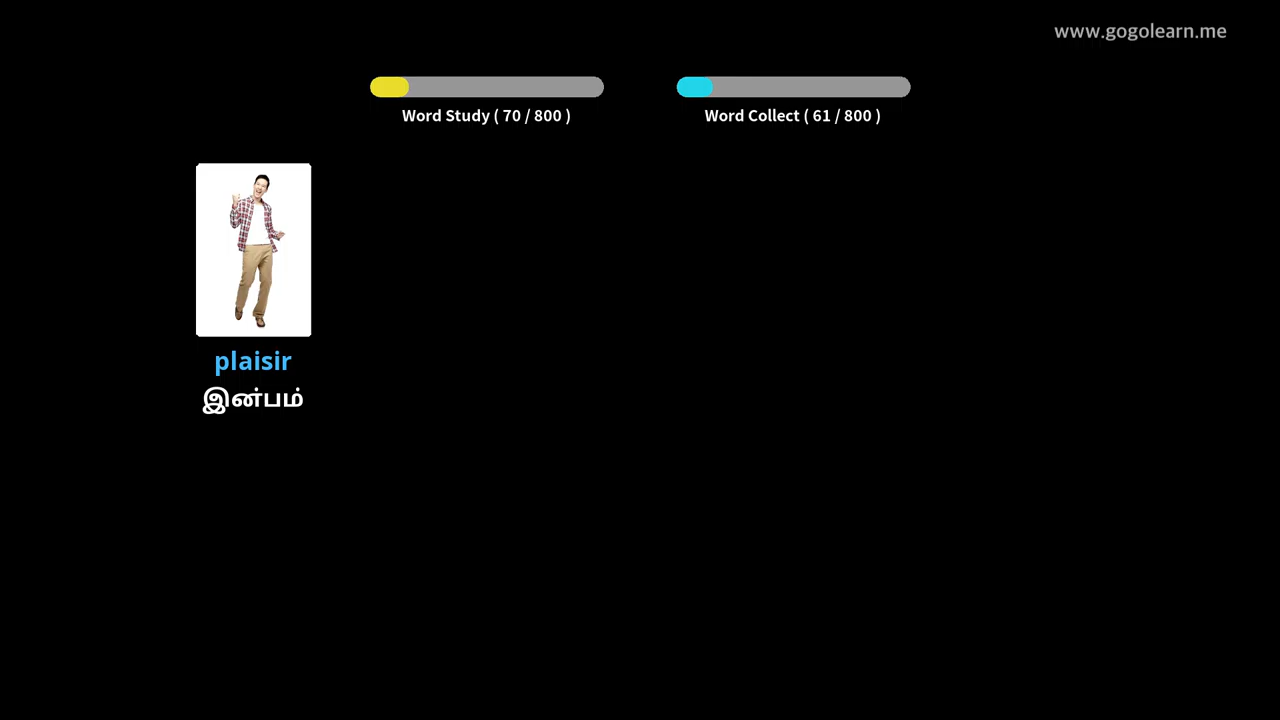 www.gogolearn.me
Word Study ( 70 / 800 )
Word Collect ( 61 / 800 )
plaisir
இன்பம்